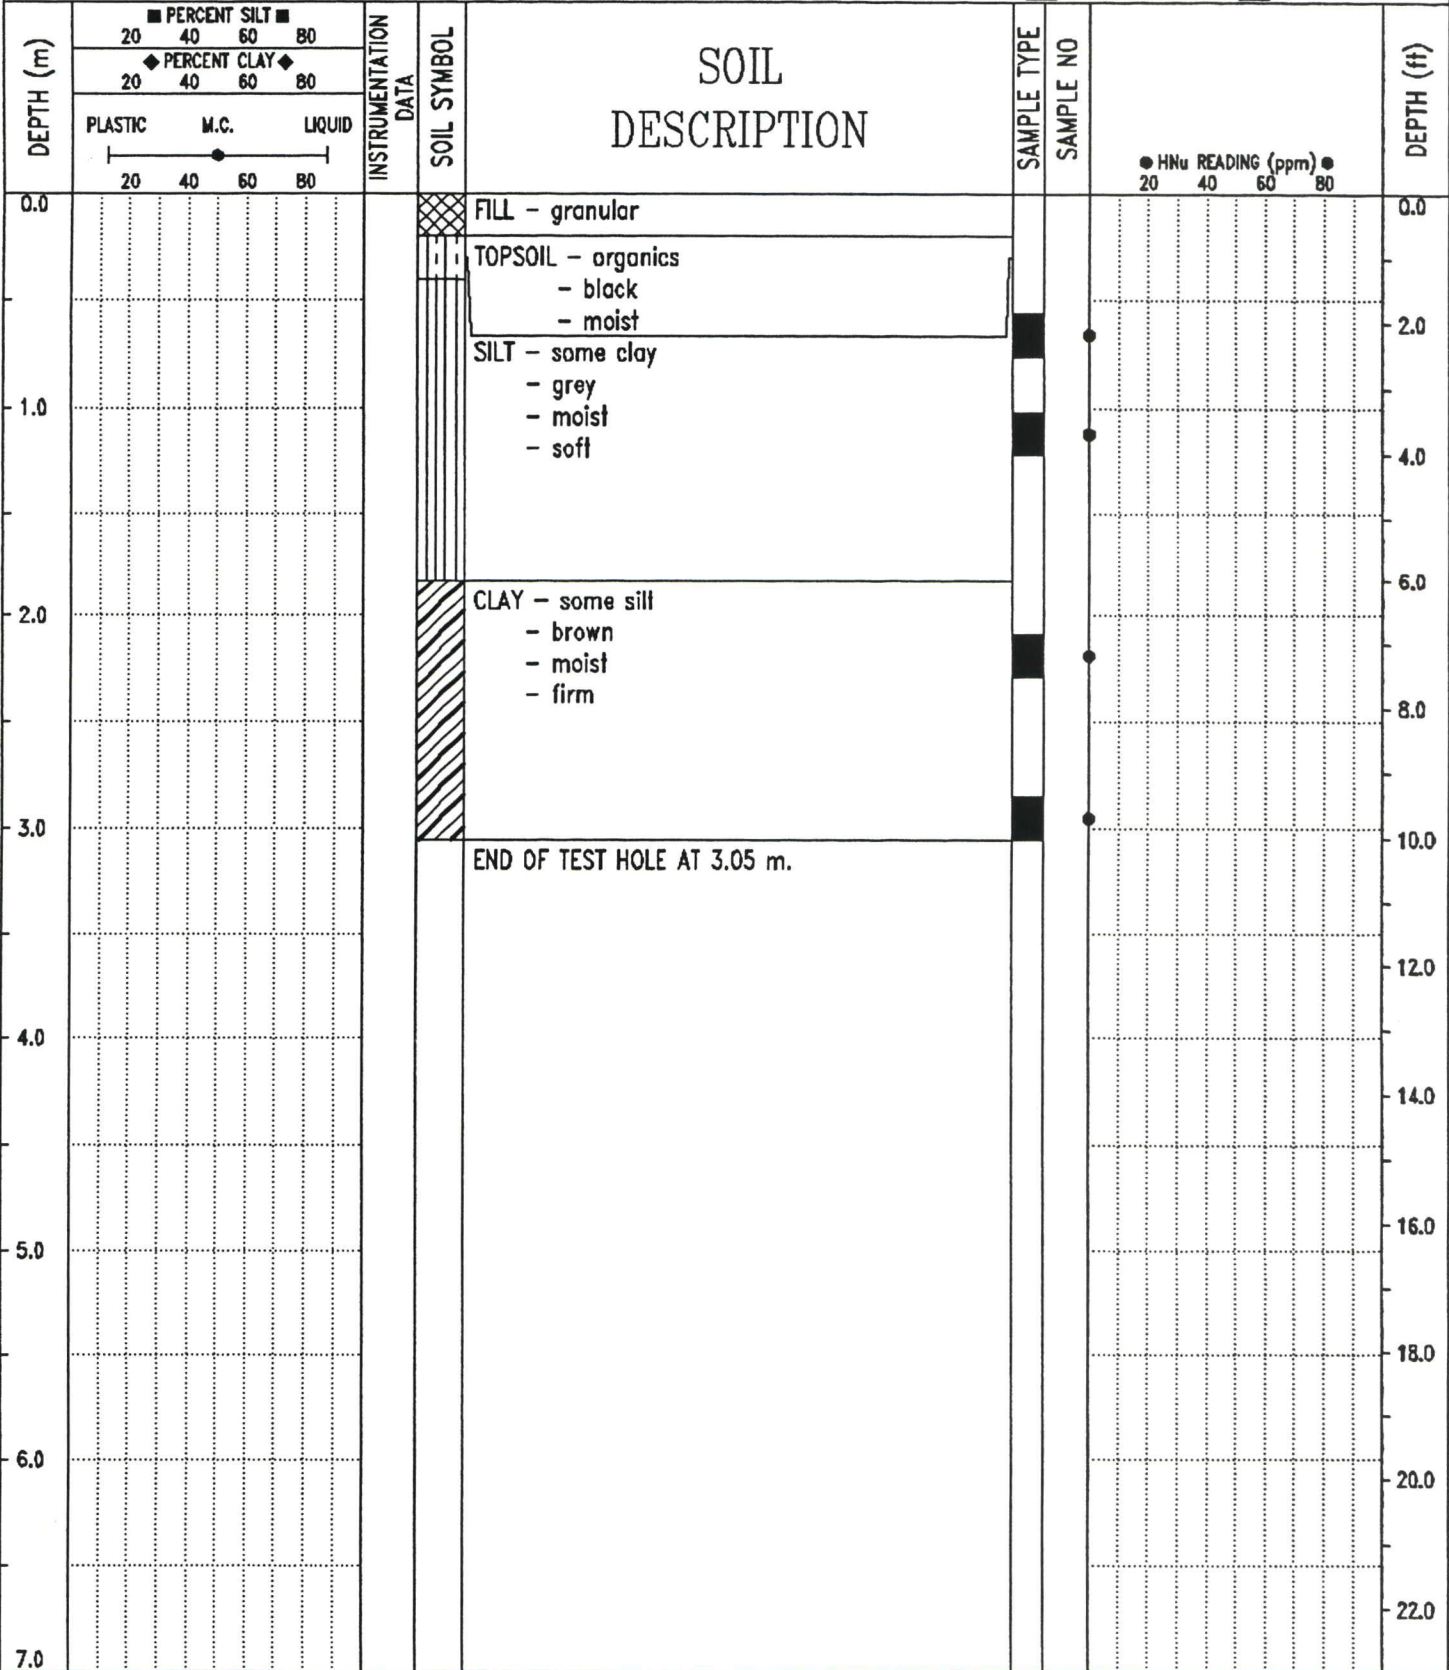 DEPTH (m)
■ PERCENT SILT ■
20 40 60 80
◆ PERCENT CLAY ◆
20 40 60 80
PLASTIC M.C. LIQUID
20 40 60 80
INSTRUMENTATION
DATA
SOIL SYMBOL
SOIL
DESCRIPTION
SAMPLE TYPE
SAMPLE NO
● HNu READING (ppm) ●
20 40 60 80
DEPTH (ft)
0.0
1.0
2.0
3.0
4.0
5.0
6.0
7.0
FILL – granular
TOPSOIL – organics
– black
– moist
SILT – some clay
– grey
– moist
– soft
CLAY – some silt
– brown
– moist
– firm
END OF TEST HOLE AT 3.05 m.
0.0
2.0
4.0
6.0
8.0
10.0
12.0
14.0
16.0
18.0
20.0
22.0